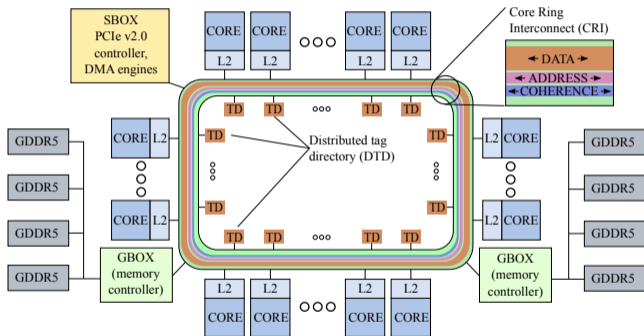 SBOX
PCIe v2.0
controller,
DMA engines
CORE
CORE
CORE
CORE
L2
L2
L2
L2
Core Ring
Interconnect (CRI)
DATA
ADDRESS
COHERENCE
TD
TD
TD
TD
GDDR5
CORE
L2
TD
Distributed tag
directory (DTD)
TD
L2
CORE
GDDR5
GDDR5
GDDR5
GDDR5
CORE
L2
TD
TD
L2
CORE
GDDR5
GDDR5
TD
TD
TD
TD
GBOX
(memory
controller)
GBOX
(memory
controller)
GDDR5
GDDR5
L2
L2
L2
L2
CORE
CORE
CORE
CORE